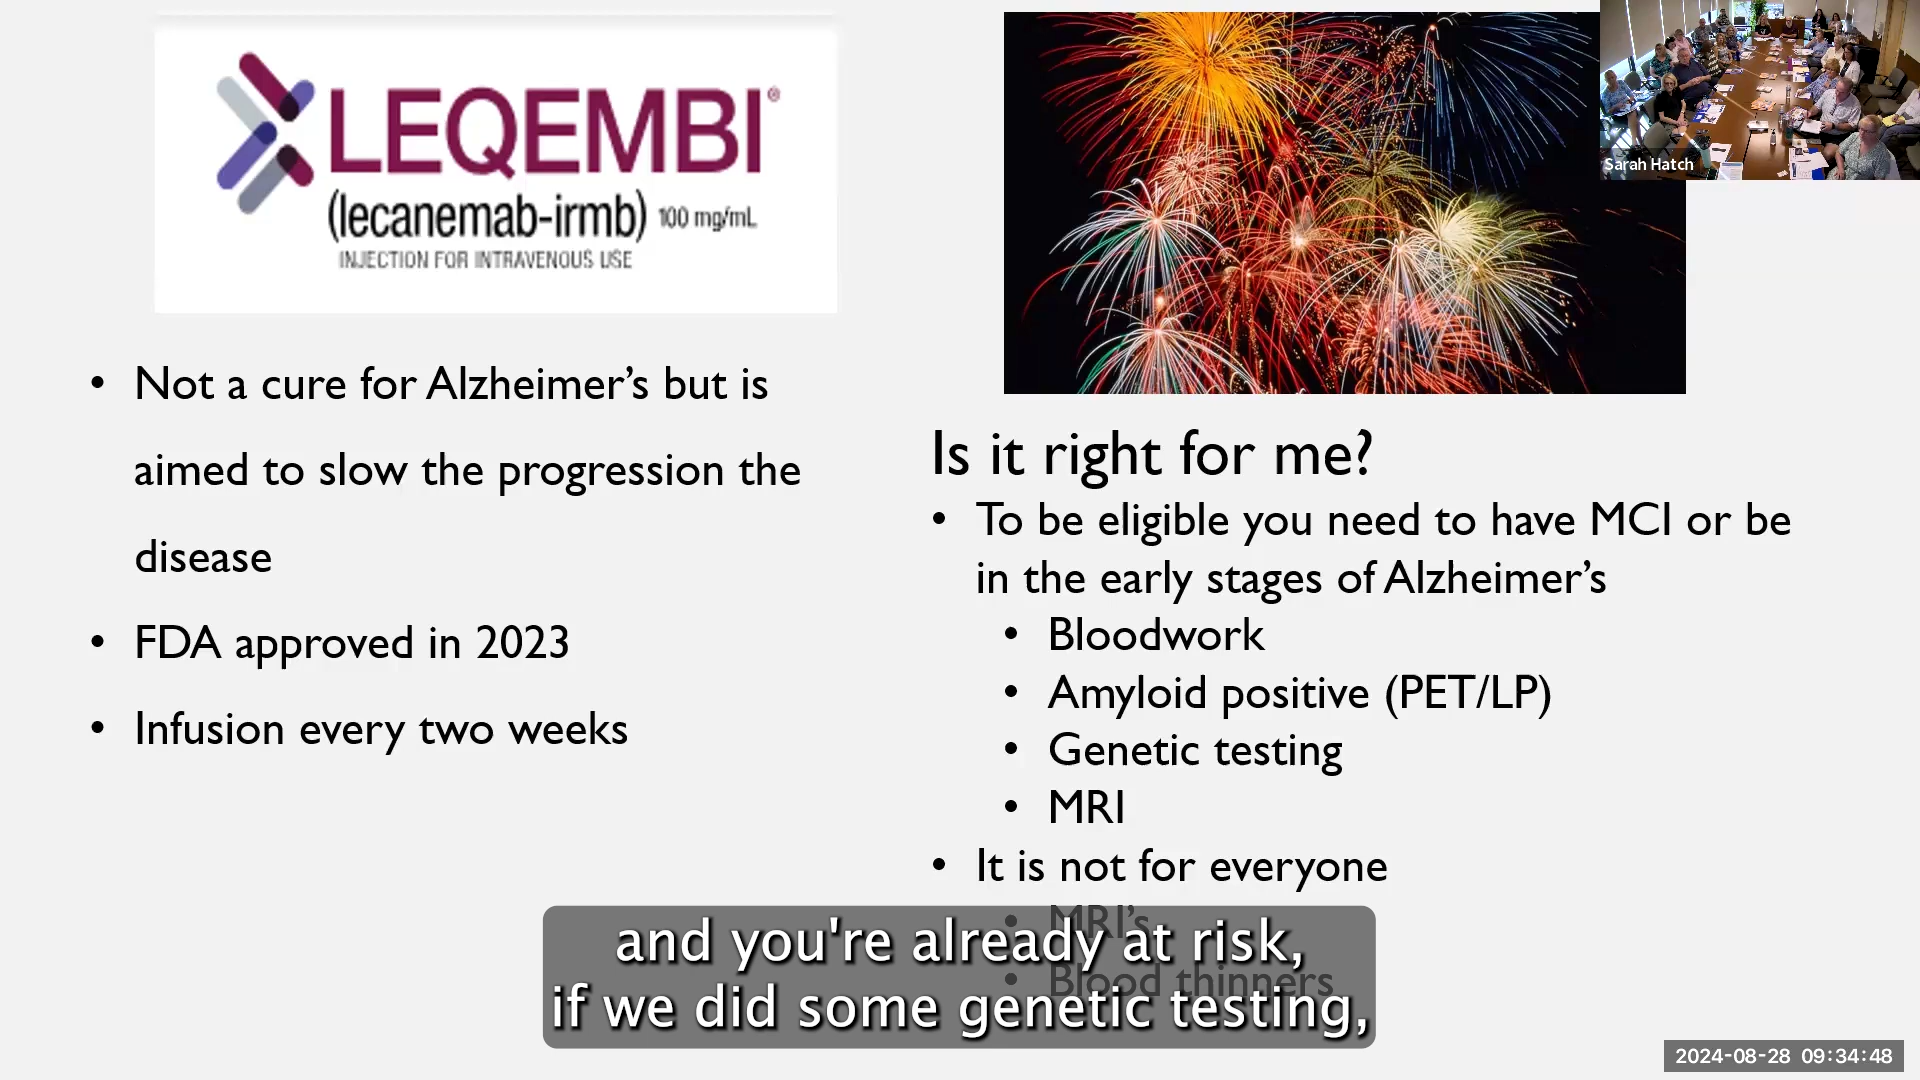 LEQEMBI®
(lecanemab-irmb) 100 mg/mL
INJECTION FOR INTRAVENOUS USE
• Not a cure for Alzheimer’s but is
aimed to slow the progression the
disease
• FDA approved in 2023
• Infusion every two weeks
Sarah Hatch
Is it right for me?
• To be eligible you need to have MCI or be
in the early stages of Alzheimer’s
• Bloodwork
• Amyloid positive (PET/LP)
• Genetic testing
• MRI
• It is not for everyone
• MRI’s
• Blood thinners
and you're already at risk,
if we did some genetic testing,
2024-08-28 09:34:48